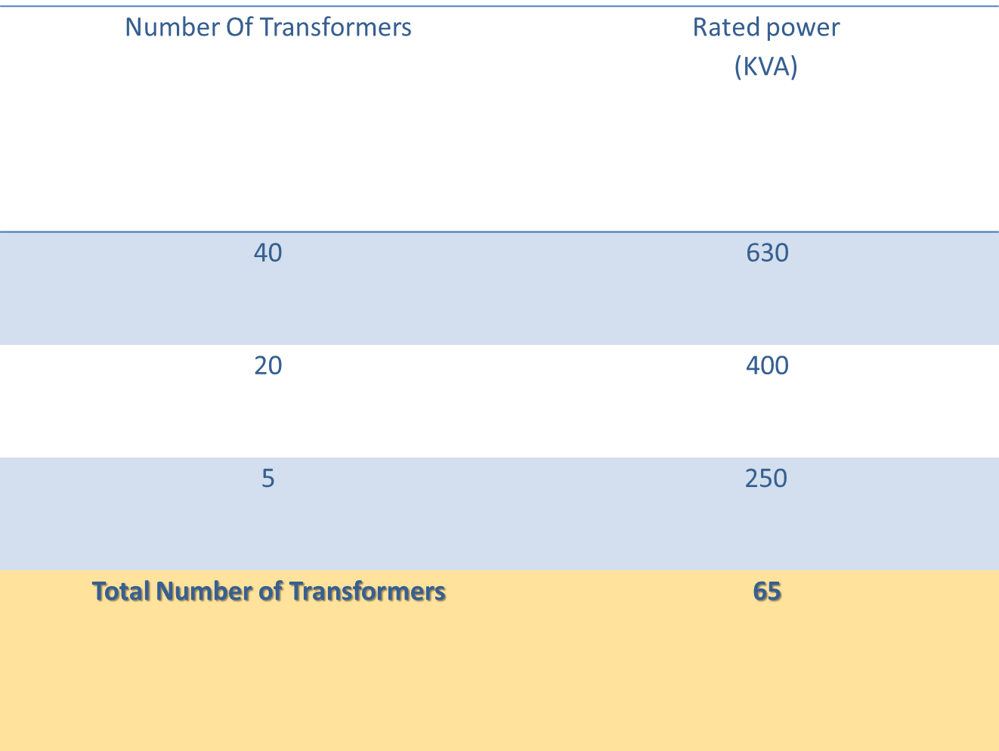 Number Of Transformers
Rated power
(KVA)
40
630
20
400
5
250
Total Number of Transformers
65